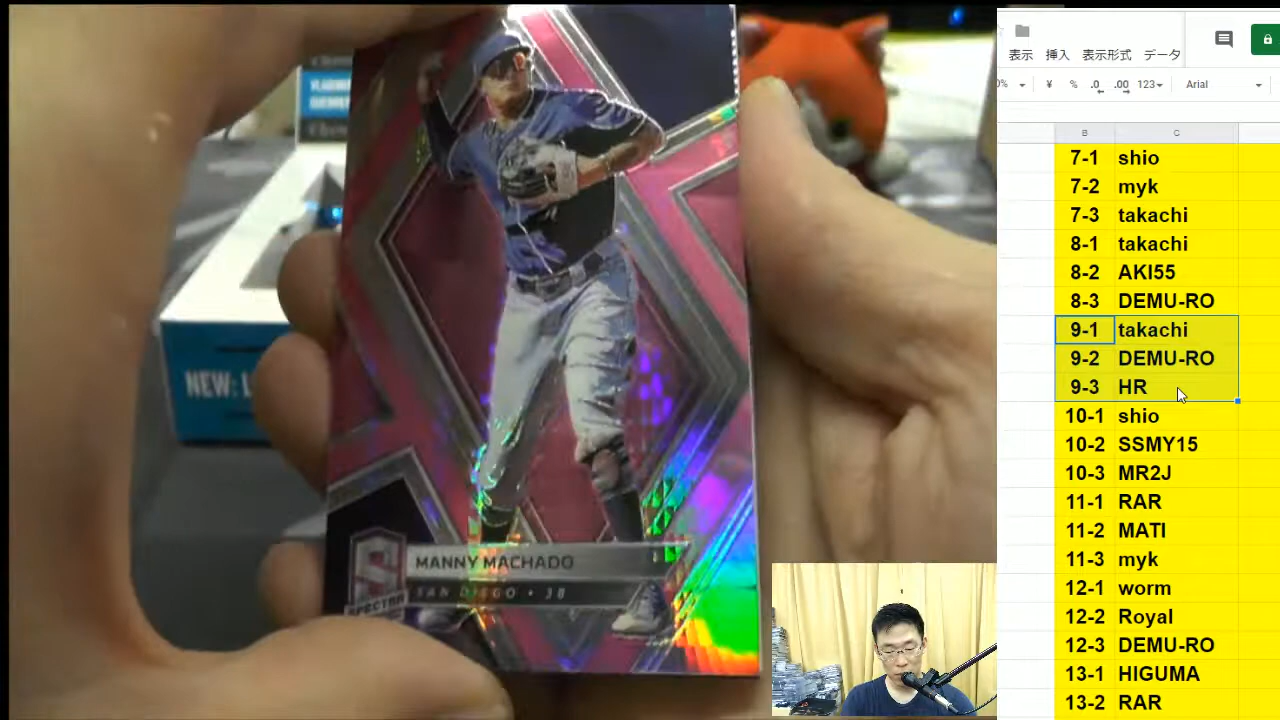 MANNY MACHADO
SAN DIEGO • 3B
SPECTRA
NEW: L
表示 挿入 表示形式 データ
0% ¥ % .0 .00 123 Arial
B C
7-1 shio
7-2 myk
7-3 takachi
8-1 takachi
8-2 AKI55
8-3 DEMU-RO
9-1 takachi
9-2 DEMU-RO
9-3 HR
10-1 shio
10-2 SSMY15
10-3 MR2J
11-1 RAR
11-2 MATI
11-3 myk
12-1 worm
12-2 Royal
12-3 DEMU-RO
13-1 HIGUMA
13-2 RAR